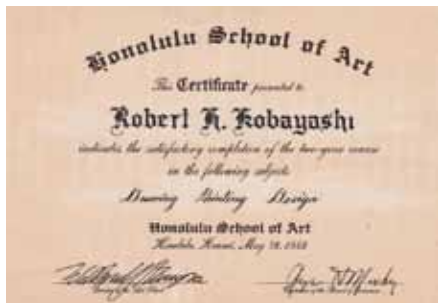 Honolulu School of Art
This Certificate presented to
Robert K. Kobayashi
indicates the satisfactory completion of the two-year course
in the following subjects
Drawing Painting Design
Honolulu School of Art
Honolulu, Hawaii, May